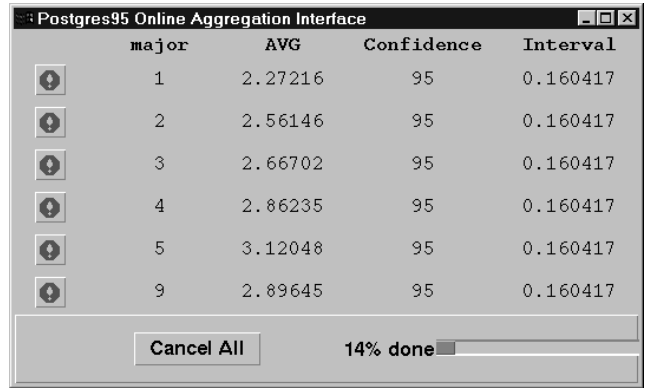 Postgres95 Online Aggregation Interface
major AVG Confidence Interval
1 2.27216 95 0.160417
2 2.56146 95 0.160417
3 2.66702 95 0.160417
4 2.86235 95 0.160417
5 3.12048 95 0.160417
9 2.89645 95 0.160417
Cancel All 14% done